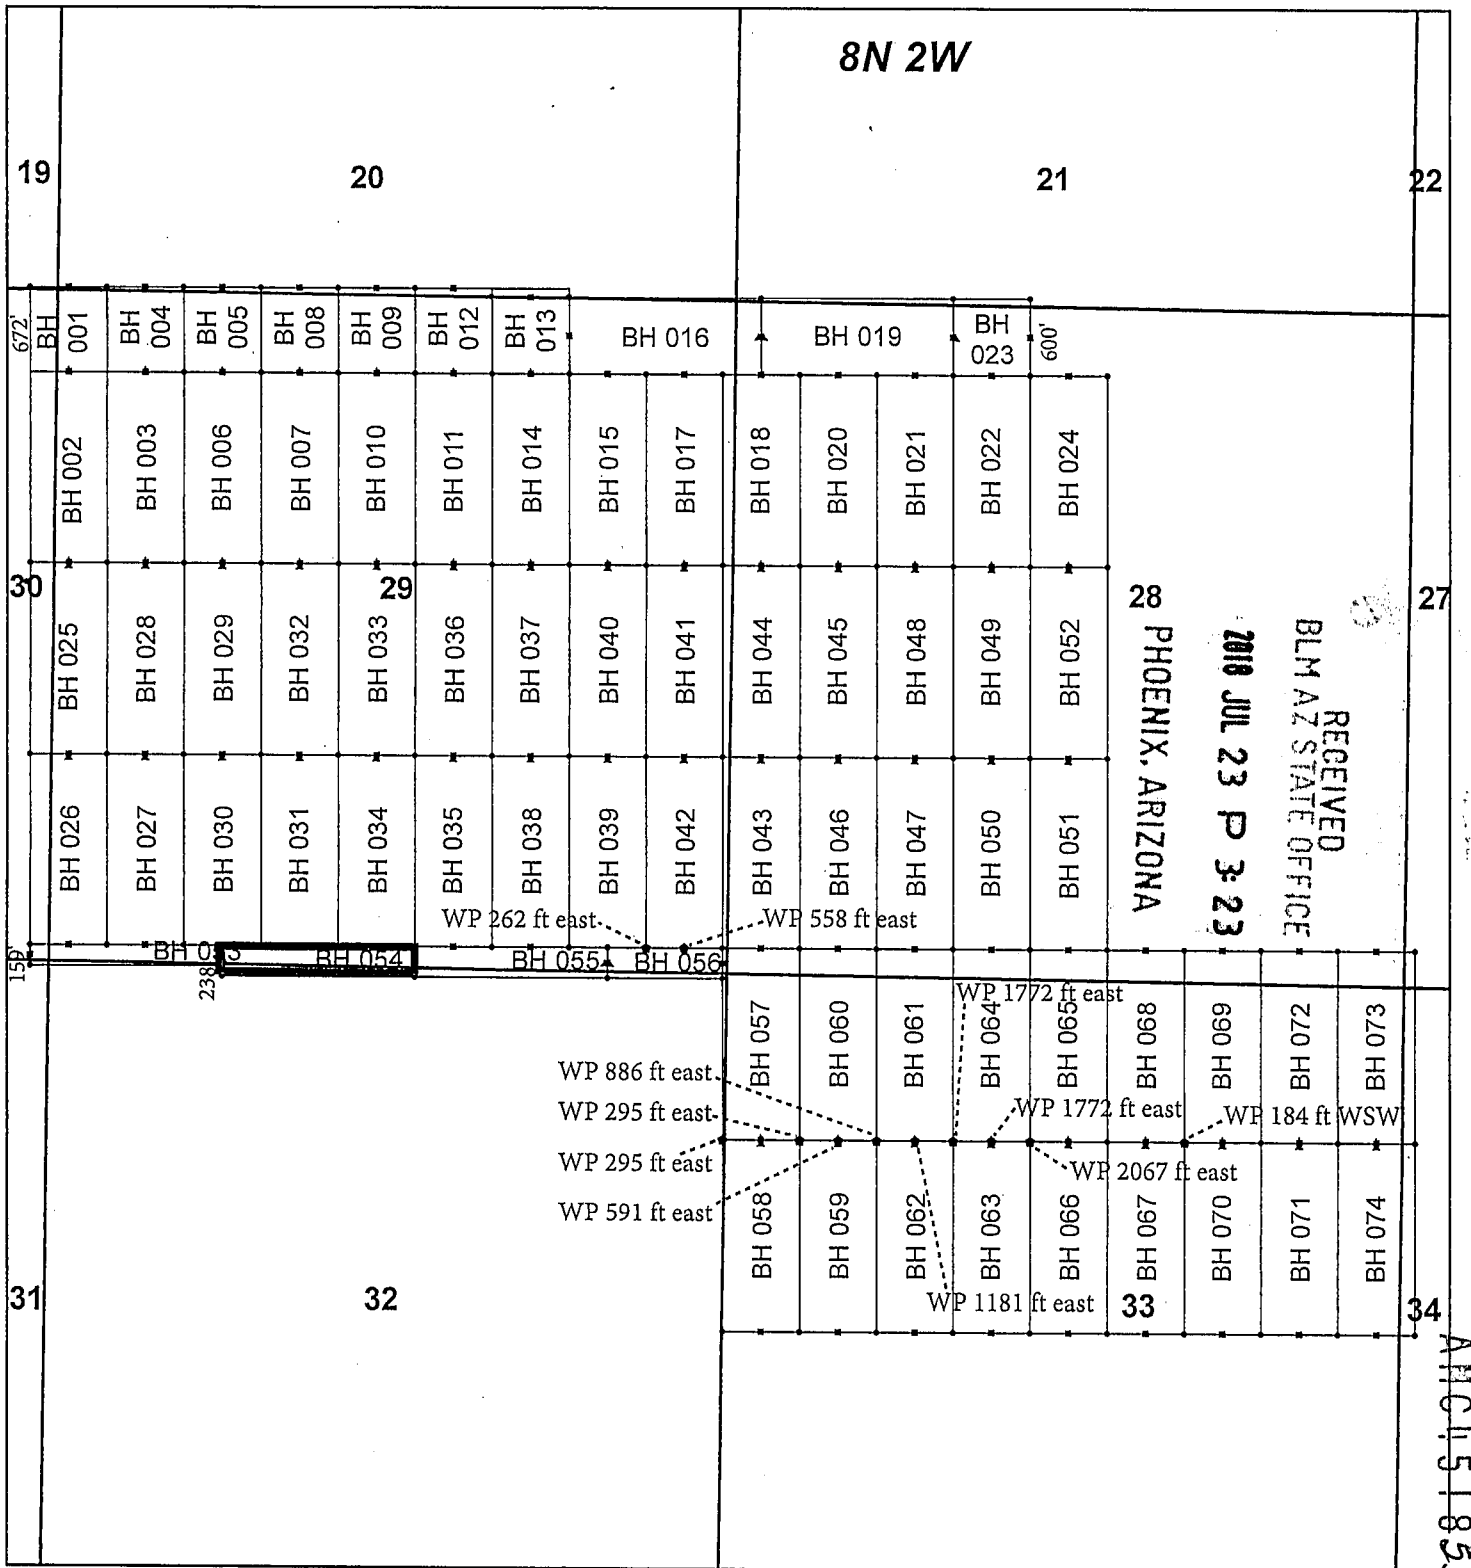 8N 2W
19
20
21
22
672'
BH 001
BH 004
BH 005
BH 008
BH 009
BH 012
BH 013
BH 016
BH 019
BH 023
600'
BH 002
BH 003
BH 006
BH 007
BH 010
BH 011
BH 014
BH 015
BH 017
BH 018
BH 020
BH 021
BH 022
BH 024
30
29
28
27
BH 025
BH 028
BH 029
BH 032
BH 033
BH 036
BH 037
BH 040
BH 041
BH 044
BH 045
BH 048
BH 049
BH 052
RECEIVED
BLM AZ STATE OFFICE
2018 JUL 23 P 3:23
PHOENIX, ARIZONA
BH 026
BH 027
BH 030
BH 031
BH 034
BH 035
BH 038
BH 039
BH 042
BH 043
BH 046
BH 047
BH 050
BH 051
WP 262 ft east
WP 558 ft east
159'
BH 053
238'
BH 054
BH 055
BH 056
BH 057
BH 060
BH 061
BH 064
BH 065
BH 068
BH 069
BH 072
BH 073
WP 1772 ft east
WP 886 ft east
WP 295 ft east
WP 1772 ft east
WP 184 ft WSW
WP 295 ft east
WP 2067 ft east
WP 591 ft east
BH 058
BH 059
BH 062
BH 063
BH 066
BH 067
BH 070
BH 071
BH 074
WP 1181 ft east
31
32
33
34